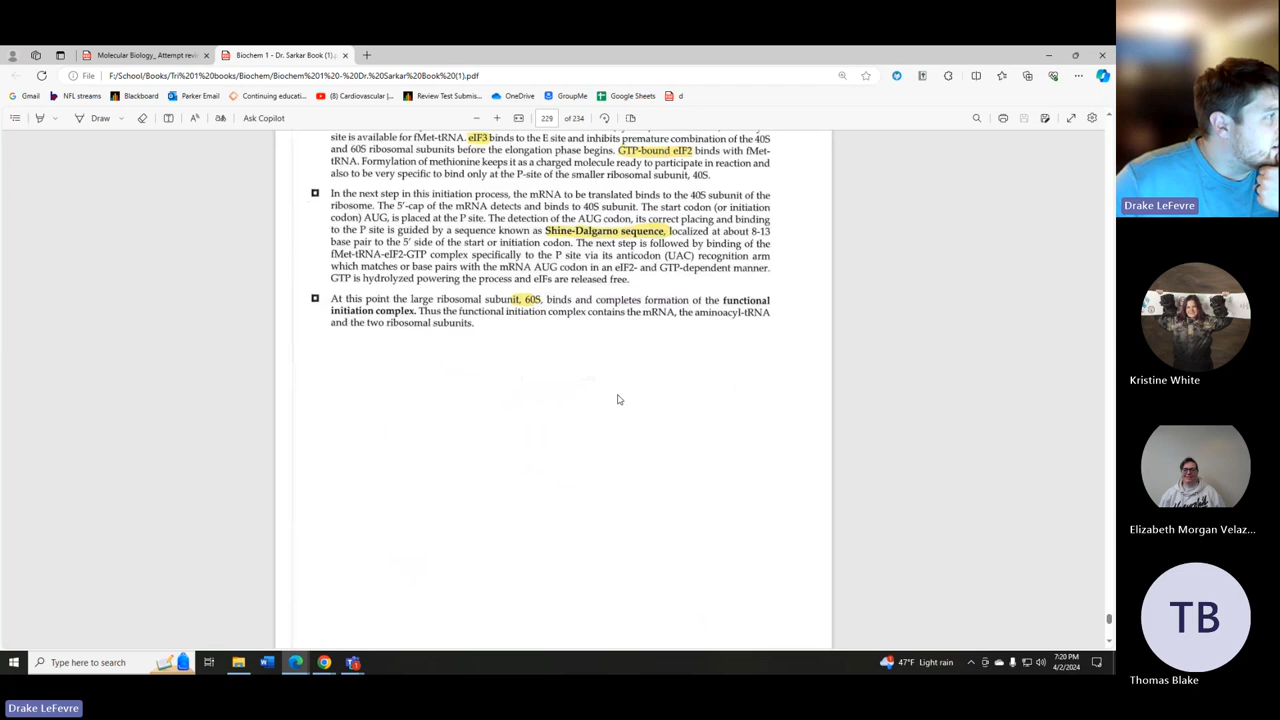 Molecular Biology_ Attempt revi
Biochem 1 - Dr. Sarkar Book (1).p
File
F:/School/Books/Tri%201%20books/Biochem/Biochem%201%20-%20Dr.%20Sarkar%20Book%20(1).pdf
Gmail
NFL streams
Blackboard
Parker Email
Continuing educati...
(8) Cardiovascular |...
Review Test Submis...
OneDrive
GroupMe
Google Sheets
d
Draw
Ask Copilot
229
of 234
site is available for fMet-tRNA. eIF3 binds to the E site and inhibits premature combination of the 40S
and 60S ribosomal subunits before the elongation phase begins. GTP-bound eIF2 binds with fMet-
tRNA. Formylation of methionine keeps it as a charged molecule ready to participate in reaction and
also to be very specific to bind only at the P-site of the smaller ribosomal subunit, 40S.
In the next step in this initiation process, the mRNA to be translated binds to the 40S subunit of the
ribosome. The 5'-cap of the mRNA detects and binds to 40S subunit. The start codon (or initiation
codon) AUG, is placed at the P site. The detection of the AUG codon, its correct placing and binding
to the P site is guided by a sequence known as Shine-Dalgarno sequence, localized at about 8-13
base pair to the 5' side of the start or initiation codon. The next step is followed by binding of the
fMet-tRNA-eIF2-GTP complex specifically to the P site via its anticodon (UAC) recognition arm
which matches or base pairs with the mRNA AUG codon in an eIF2- and GTP-dependent manner.
GTP is hydrolyzed powering the process and eIFs are released free.
At this point the large ribosomal subunit, 60S, binds and completes formation of the functional
initiation complex. Thus the functional initiation complex contains the mRNA, the aminoacyl-tRNA
and the two ribosomal subunits.
Type here to search
47°F Light rain
7:20 PM
4/2/2024
Drake LeFevre
Kristine White
Elizabeth Morgan Velaz...
TB
Thomas Blake
Drake LeFevre